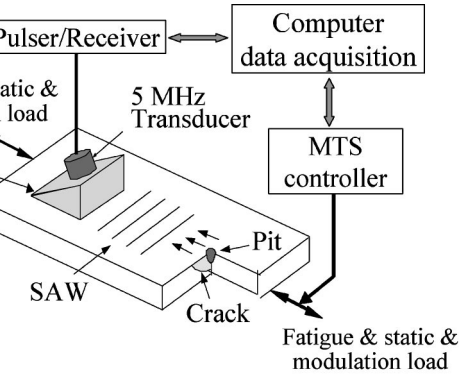 Pulser/Receiver
Computer
data acquisition
atic &
load
5 MHz
Transducer
MTS
controller
Pit
SAW
Crack
Fatigue & static &
modulation load